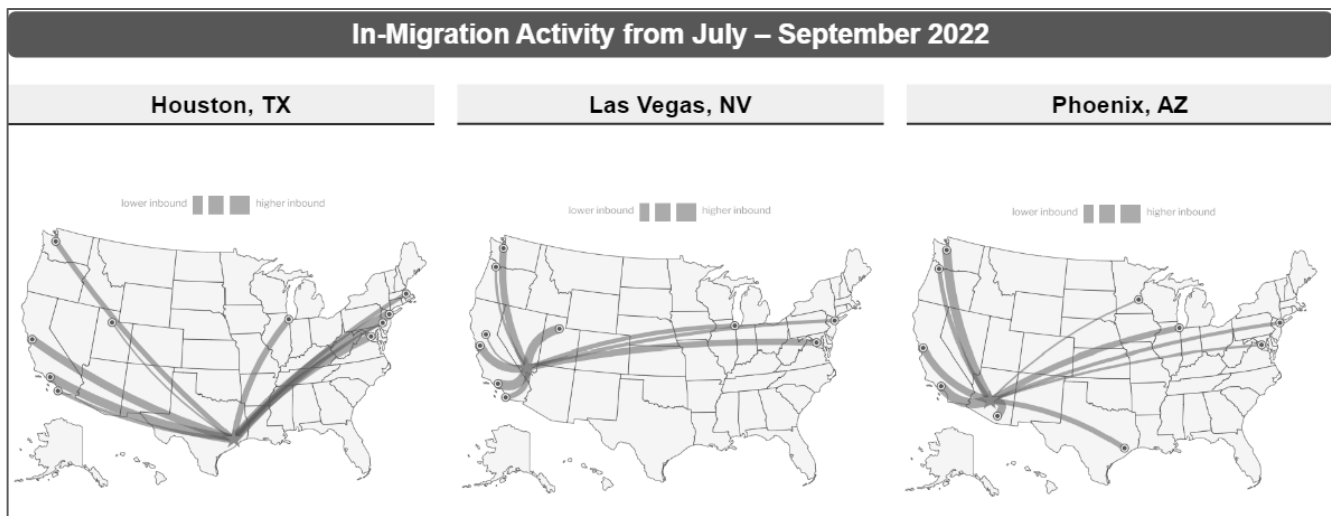 In-Migration Activity from July – September 2022
Houston, TX
Las Vegas, NV
Phoenix, AZ
lower inbound higher inbound
lower inbound higher inbound
lower inbound higher inbound